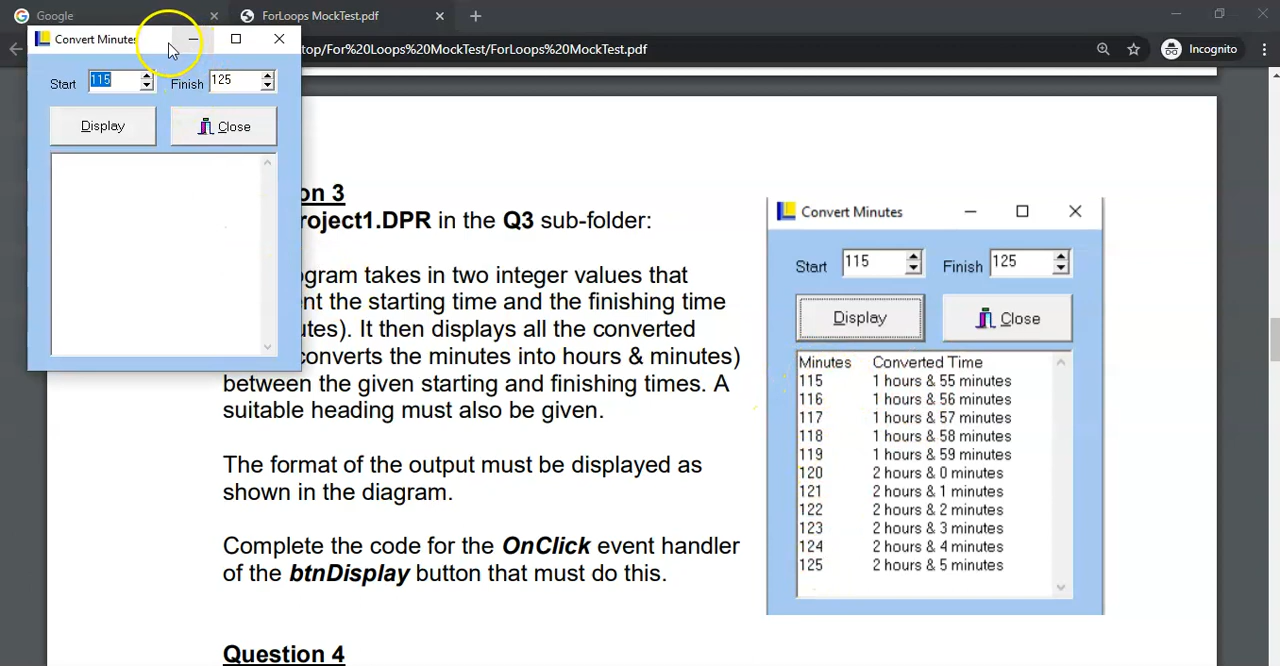 Google
ForLoops MockTest.pdf
top/For%20Loops%20MockTest/ForLoops%20MockTest.pdf
Incognito
Convert Minutes
Start 115 Finish 125
Display Close
on 3
roject1.DPR in the Q3 sub-folder:
ogram takes in two integer values that
ent the starting time and the finishing time
utes). It then displays all the converted
converts the minutes into hours & minutes)
between the given starting and finishing times. A
suitable heading must also be given.
The format of the output must be displayed as
shown in the diagram.
Complete the code for the OnClick event handler
of the btnDisplay button that must do this.
Question 4
Convert Minutes
Start 115 Finish 125
Display Close
Minutes Converted Time
115 1 hours & 55 minutes
116 1 hours & 56 minutes
117 1 hours & 57 minutes
118 1 hours & 58 minutes
119 1 hours & 59 minutes
120 2 hours & 0 minutes
121 2 hours & 1 minutes
122 2 hours & 2 minutes
123 2 hours & 3 minutes
124 2 hours & 4 minutes
125 2 hours & 5 minutes